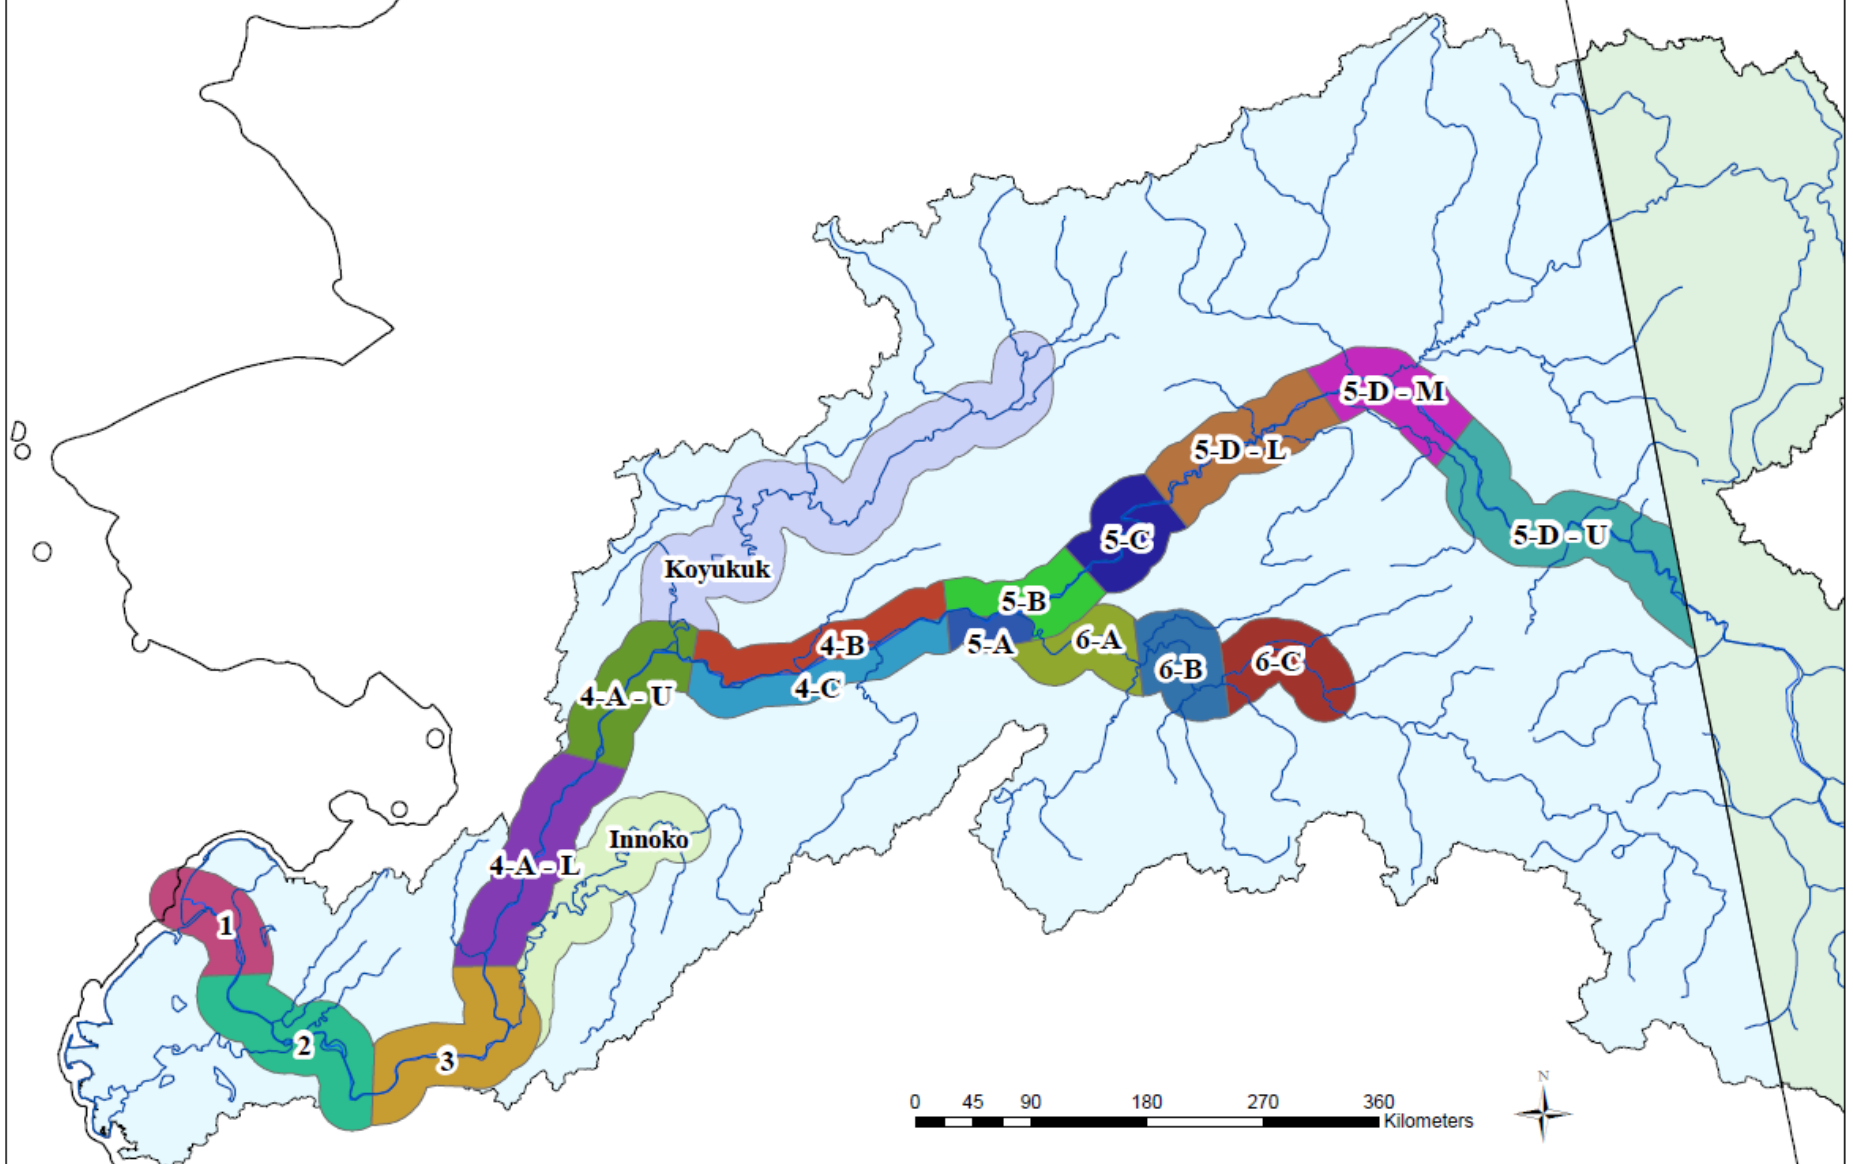 5-D - M
5-D - L
5-D - U
5-C
Koyukuk
5-B
4-B
5-A
6-A
6-B
6-C
4-C
4-A - U
Innoko
4-A - L
1
2
3
N
0 45 90 180 270 360
Kilometers